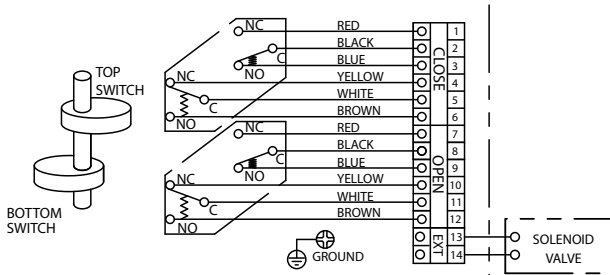 NC RED 1
BLACK 2
C
NO BLUE 3
NC YELLOW 4
C WHITE 5
NO BROWN 6
CLOSE
NC RED 7
BLACK 8
C
NO BLUE 9
NC YELLOW 10
C WHITE 11
NO BROWN 12
OPEN
13
14
EXT
TOP
SWITCH
BOTTOM
SWITCH
GROUND
SOLENOID
VALVE